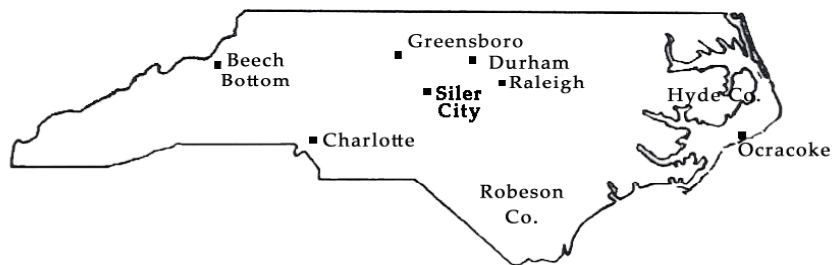 Greensboro
Beech
Bottom
Durham
Raleigh
Siler
City
Hyde Co.
Charlotte
Ocracoke
Robeson
Co.